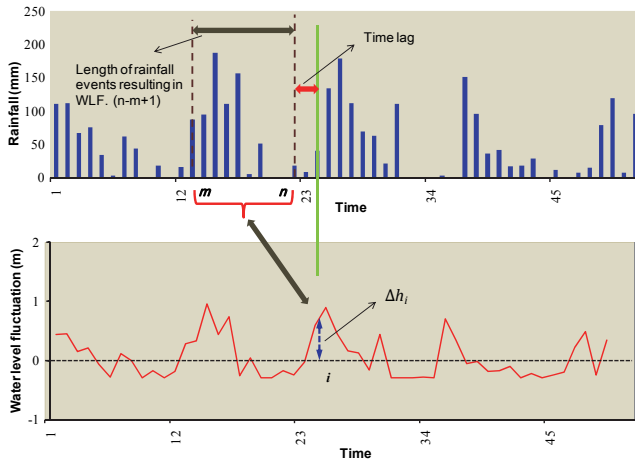 250
200
150
100
50
0
Rainfall (mm)
Length of rainfall
events resulting in
WLF. (n-m+1)
Time lag
1
12
23
34
45
m
n
Time
2
1
0
-1
Water level fluctuation (m)
Δhᵢ
i
1
12
23
34
45
Time